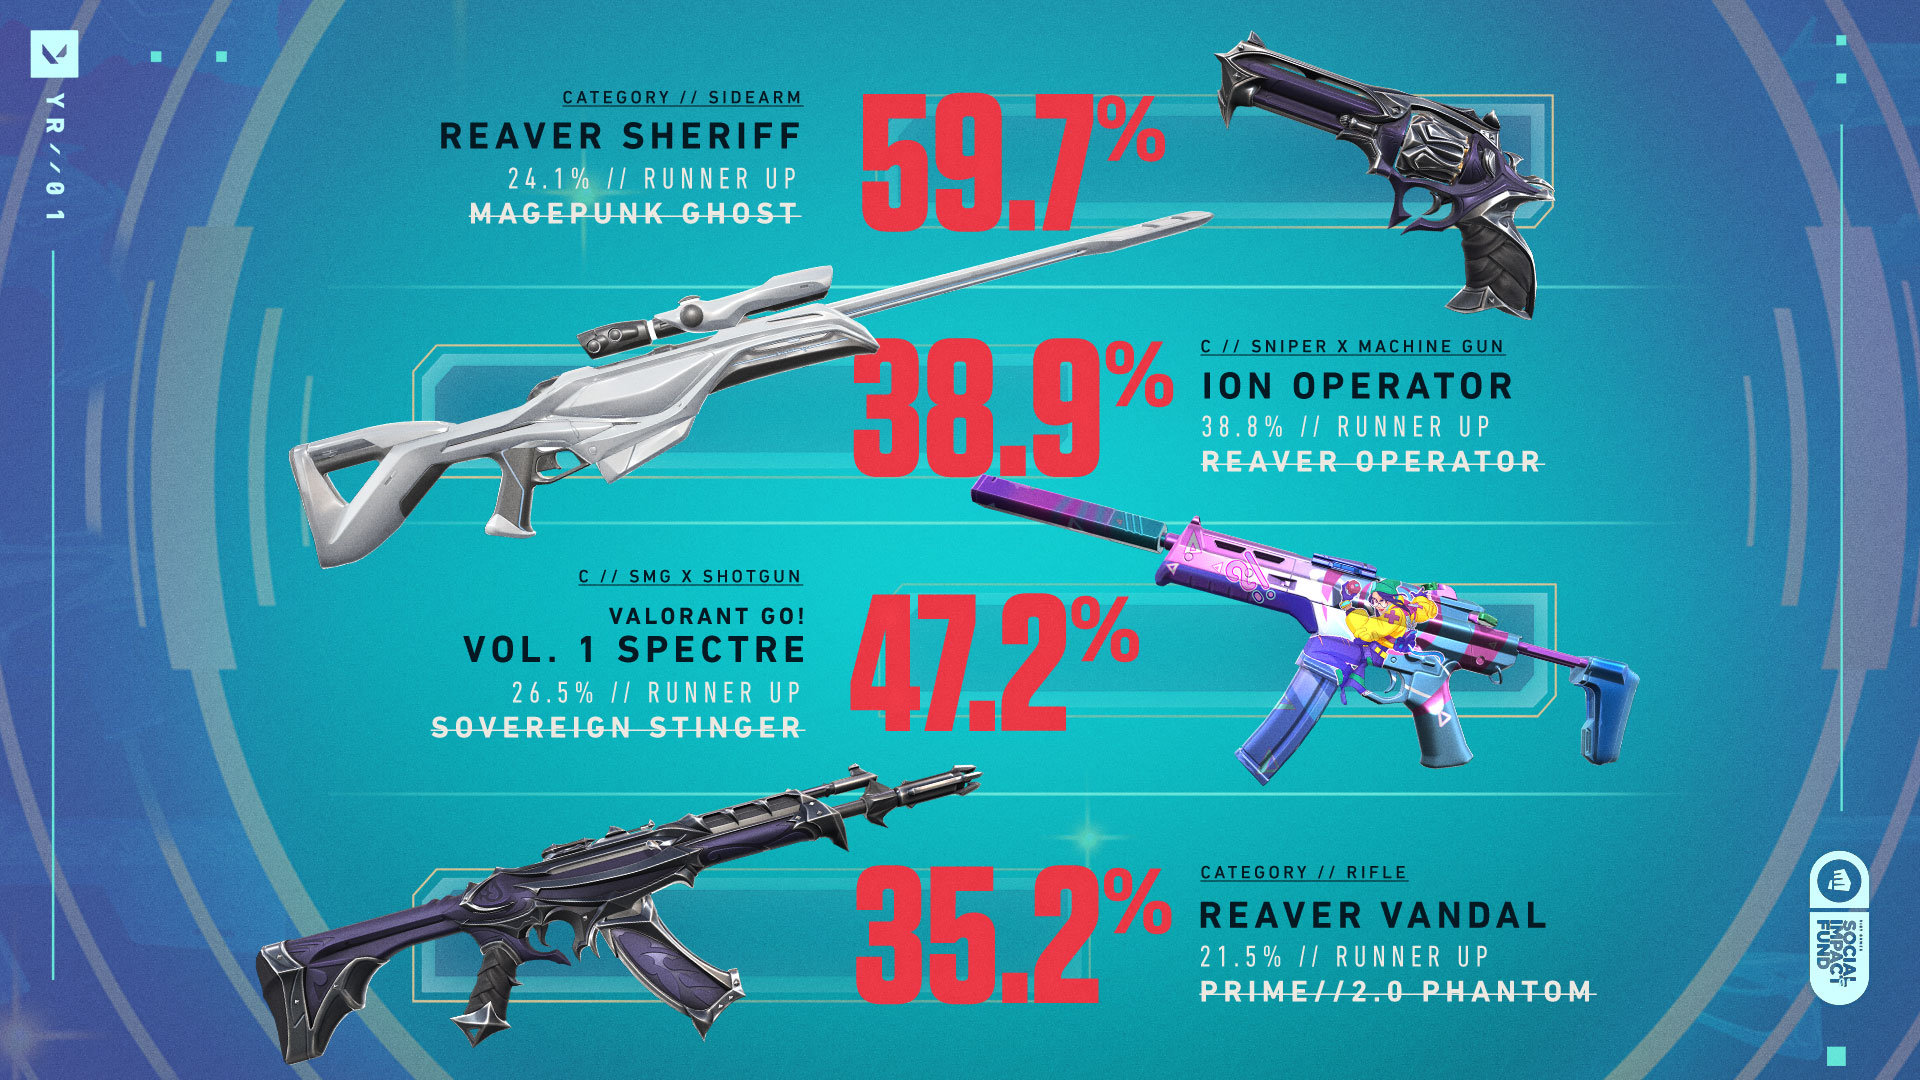 YR//01
CATEGORY // SIDEARM
REAVER SHERIFF
24.1% // RUNNER UP
MAGEPUNK GHOST
59.7%
38.9%
C // SNIPER X MACHINE GUN
ION OPERATOR
38.8% // RUNNER UP
REAVER OPERATOR
C // SMG X SHOTGUN
VALORANT GO!
VOL. 1 SPECTRE
26.5% // RUNNER UP
SOVEREIGN STINGER
47.2%
35.2%
CATEGORY // RIFLE
REAVER VANDAL
21.5% // RUNNER UP
PRIME//2.0 PHANTOM
SOCIAL
IMPACT
FUND